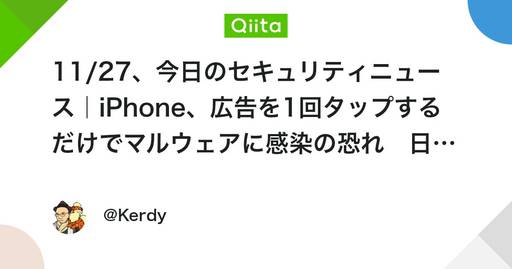 Qiita
11/27、今日のセキュリティニュー
ス｜iPhone、広告を1回タップする
だけでマルウェアに感染の恐れ　日…
@Kerdy